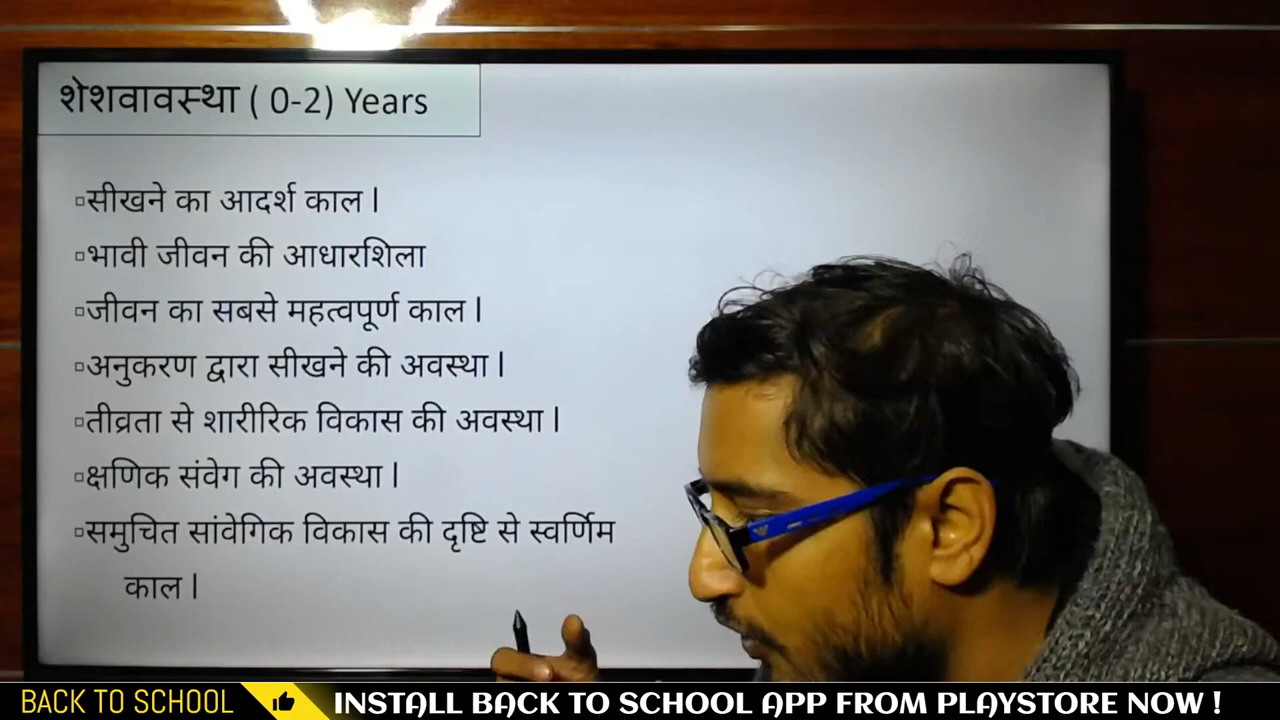 शेशवावस्था ( 0-2) Years
▫सीखने का आदर्श काल l
▫भावी जीवन की आधारशिला
▫जीवन का सबसे महत्वपूर्ण काल l
▫अनुकरण द्वारा सीखने की अवस्था l
▫तीव्रता से शारीरिक विकास की अवस्था l
▫क्षणिक संवेग की अवस्था l
▫समुचित सांवेगिक विकास की दृष्टि से स्वर्णिम
काल l
BACK TO SCHOOL INSTALL BACK TO SCHOOL APP FROM PLAYSTORE NOW !